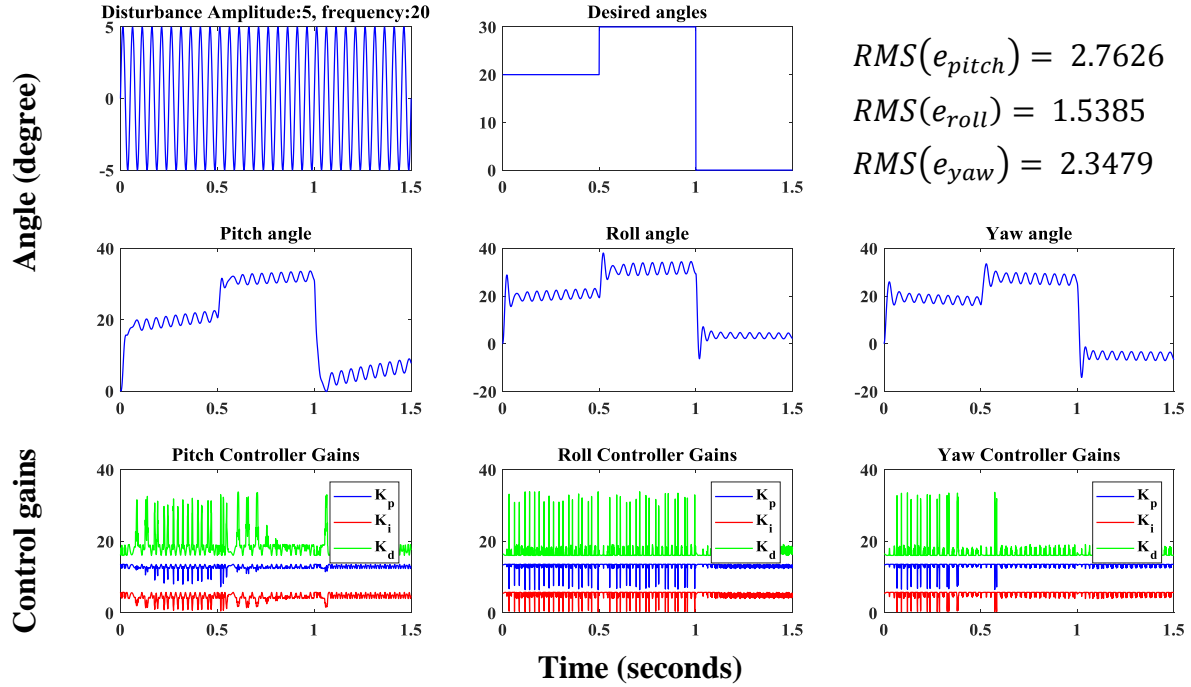 Disturbance Amplitude:5, frequency:20
Desired angles
Angle (degree)
5
0
-5
0 0.5 1 1.5
30
20
10
0
0 0.5 1 1.5
RMS(e_pitch) = 2.7626
RMS(e_roll) = 1.5385
RMS(e_yaw) = 2.3479
Pitch angle
40
20
0
0 0.5 1 1.5
Roll angle
40
20
0
-20
0 0.5 1 1.5
Yaw angle
40
20
0
-20
0 0.5 1 1.5
Control gains
Pitch Controller Gains
40
20
0
0 0.5 1 1.5
K_p
K_i
K_d
Roll Controller Gains
40
20
0
0 0.5 1 1.5
K_p
K_i
K_d
Yaw Controller Gains
40
20
0
0 0.5 1 1.5
K_p
K_i
K_d
Time (seconds)